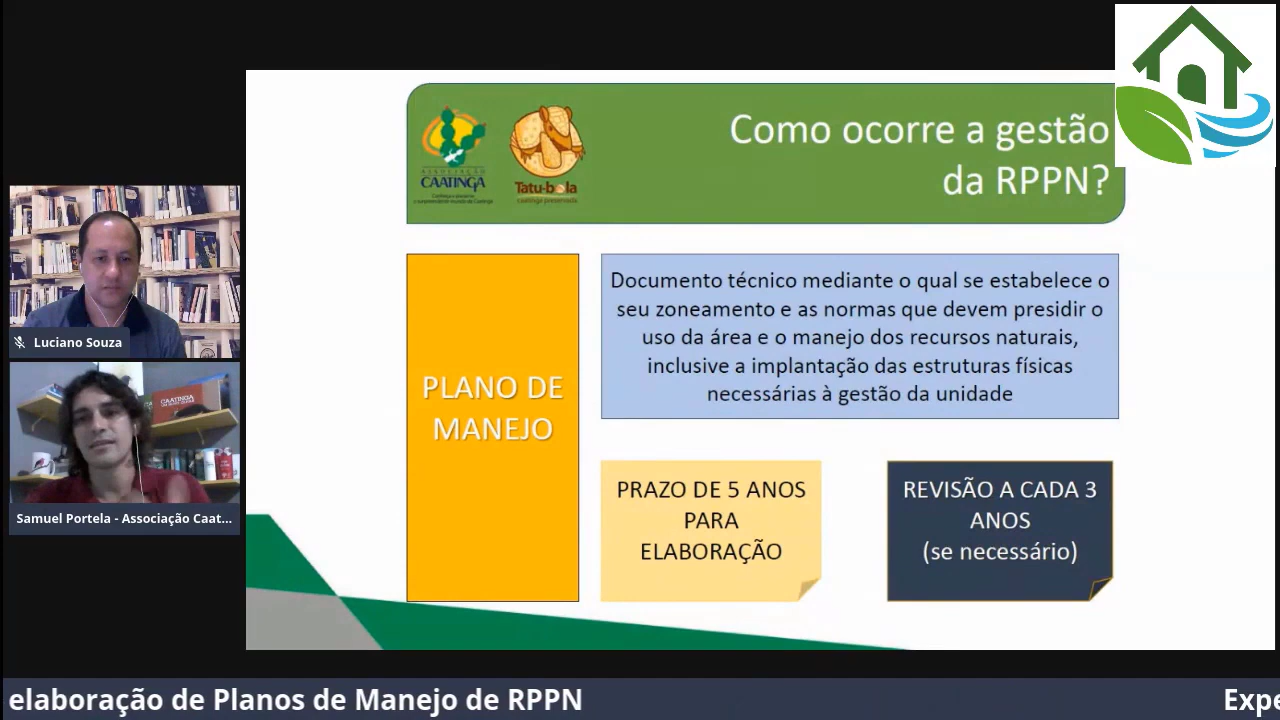 Como ocorre a gestão
da RPPN?
ASSOCIAÇÃO
CAATINGA
Tatu-bola
caatinga preservada
Documento técnico mediante o qual se estabelece o
seu zoneamento e as normas que devem presidir o
uso da área e o manejo dos recursos naturais,
inclusive a implantação das estruturas físicas
necessárias à gestão da unidade
PLANO DE
MANEJO
PRAZO DE 5 ANOS
PARA
ELABORAÇÃO
REVISÃO A CADA 3
ANOS
(se necessário)
Luciano Souza
CAATINGA
Samuel Portela - Associação Caat...
elaboração de Planos de Manejo de RPPN
Expe